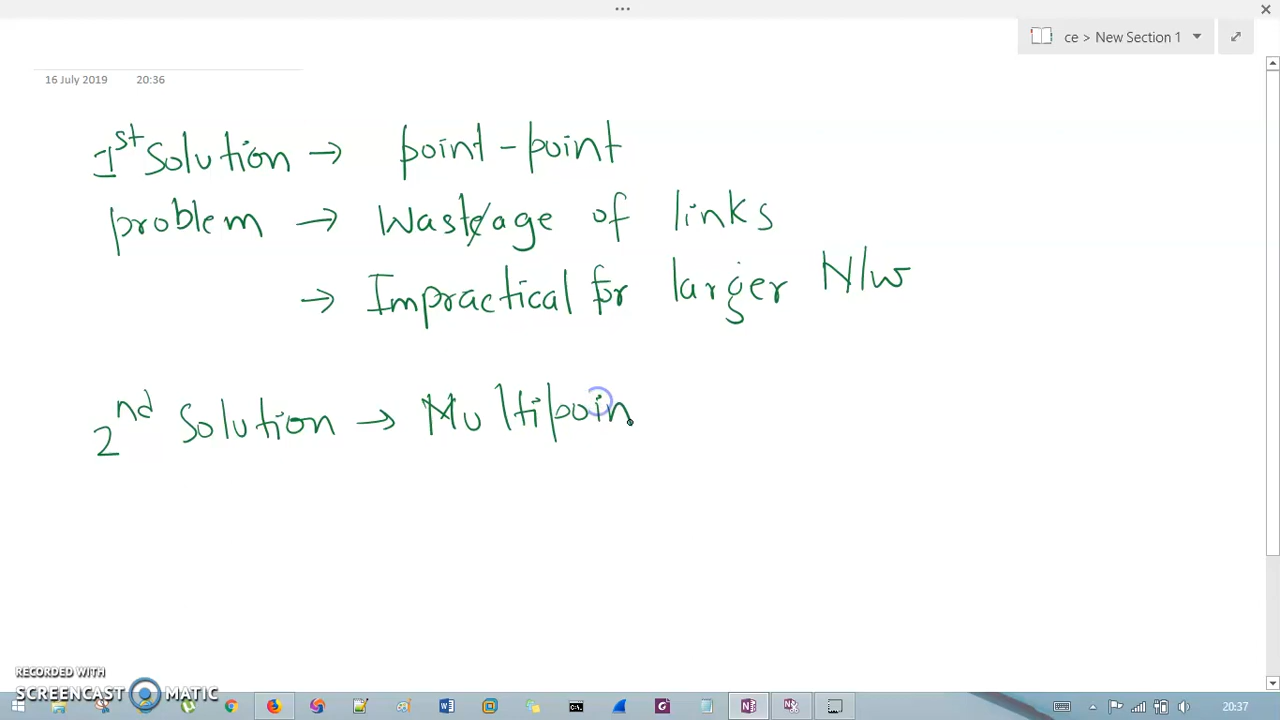 ...
ce > New Section 1
16 July 2019 20:36
1st Solution → point - point
problem → Wastage of links
→ Impractical for larger N/w
2nd Solution → Multipoin
RECORDED WITH
SCREENCAST MATIC
20:37